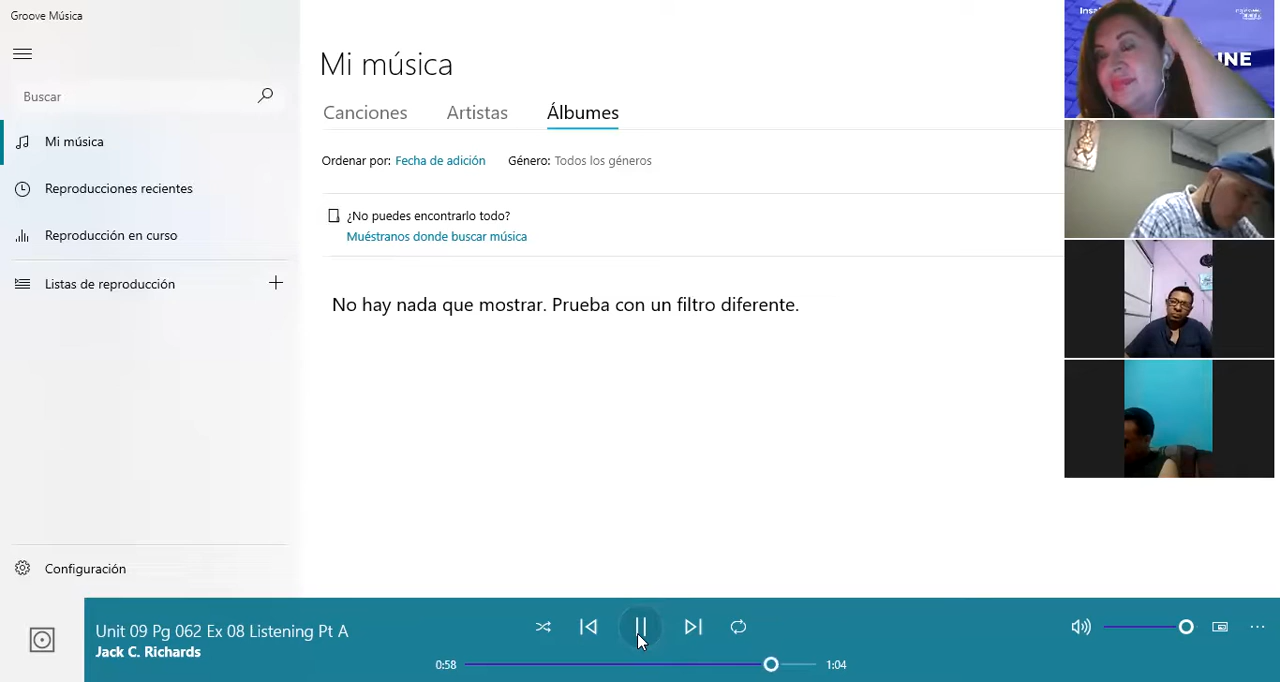 Groove Música
Buscar
Mi música
Reproducciones recientes
Reproducción en curso
Listas de reproducción
Configuración
Mi música
Canciones Artistas Álbumes
Ordenar por: Fecha de adición Género: Todos los géneros
¿No puedes encontrarlo todo?
Muéstranos donde buscar música
No hay nada que mostrar. Prueba con un filtro diferente.
Unit 09 Pg 062 Ex 08 Listening Pt A
Jack C. Richards
0:58
1:04